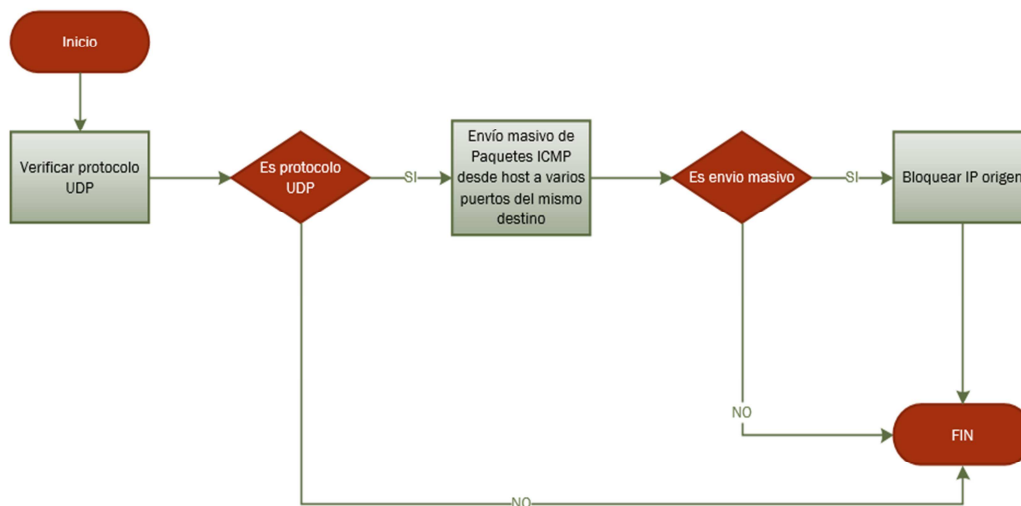 Inicio
Verificar protocolo
UDP
Es protocolo
UDP
SI
Envío masivo de
Paquetes ICMP
desde host a varios
puertos del mismo
destino
Es envio masivo
SI
Bloquear IP origen
NO
FIN
NO